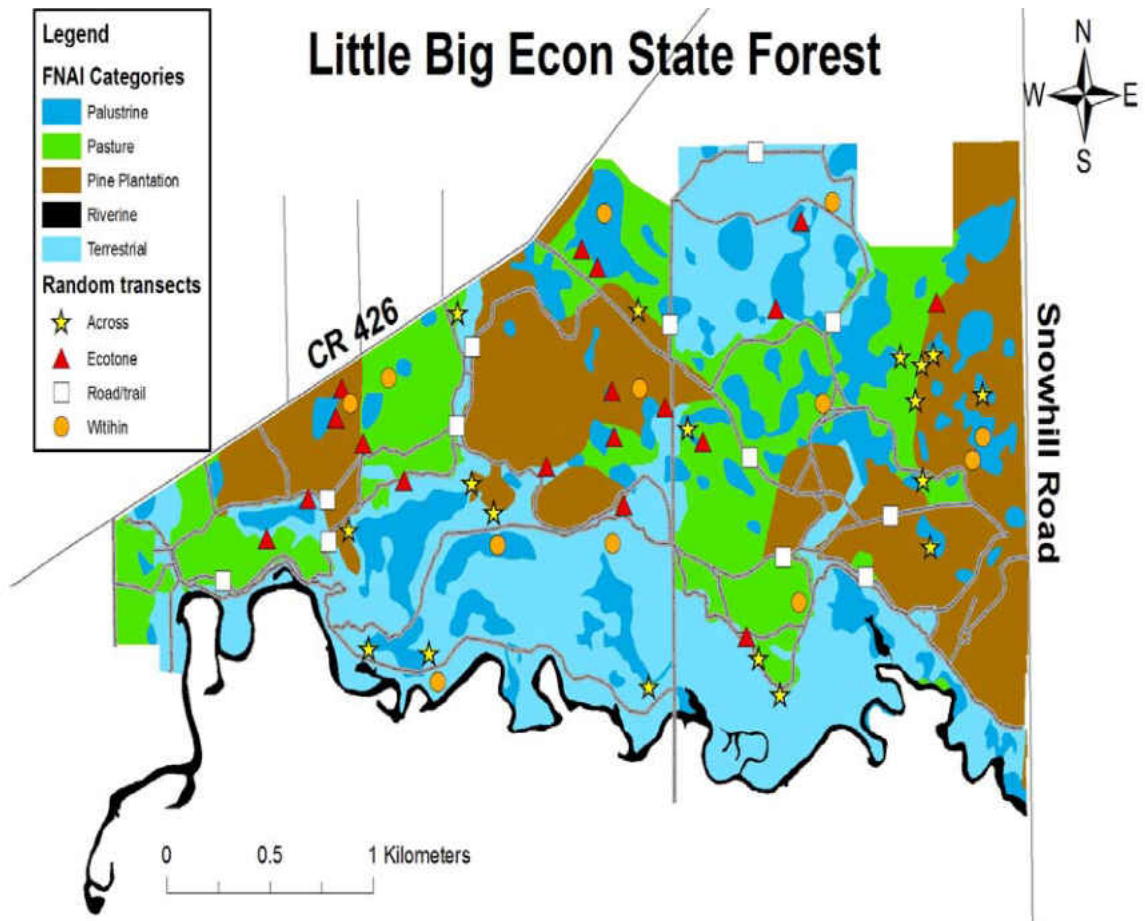 Little Big Econ State Forest
Legend
FNAI Categories
Palustrine
Pasture
Pine Plantation
Riverine
Terrestrial
Random transects
Across
Ecotone
Road/trail
Witihin
N
W
E
S
CR 426
Snowhill Road
0 0.5 1 Kilometers